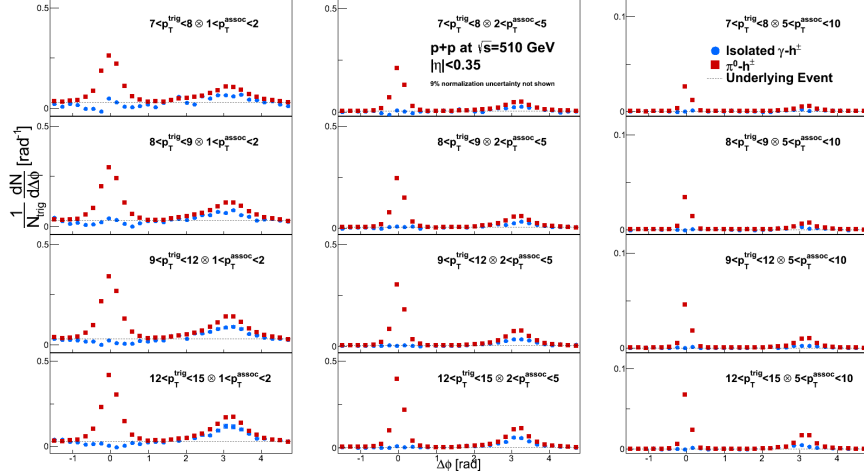 7<p_T^trig<8 ⊗ 1<p_T^assoc<2
7<p_T^trig<8 ⊗ 2<p_T^assoc<5
7<p_T^trig<8 ⊗ 5<p_T^assoc<10
p+p at √s=510 GeV
|η|<0.35
9% normalization uncertainty not shown
Isolated γ-h±
π⁰-h±
Underlying Event
8<p_T^trig<9 ⊗ 1<p_T^assoc<2
8<p_T^trig<9 ⊗ 2<p_T^assoc<5
8<p_T^trig<9 ⊗ 5<p_T^assoc<10
9<p_T^trig<12 ⊗ 1<p_T^assoc<2
9<p_T^trig<12 ⊗ 2<p_T^assoc<5
9<p_T^trig<12 ⊗ 5<p_T^assoc<10
12<p_T^trig<15 ⊗ 1<p_T^assoc<2
12<p_T^trig<15 ⊗ 2<p_T^assoc<5
12<p_T^trig<15 ⊗ 5<p_T^assoc<10
1/N_trig dN/dΔϕ [rad⁻¹]
0.5 0.5 0.1
0 0 0
0.5 0.5 0.1
0 0 0
0.5 0.5 0.1
0 0 0
0.5 0.5 0.1
0 0 0
-1 0 1 2 3 4
-1 0 1 2 3 4
-1 0 1 2 3 4
Δϕ [rad]